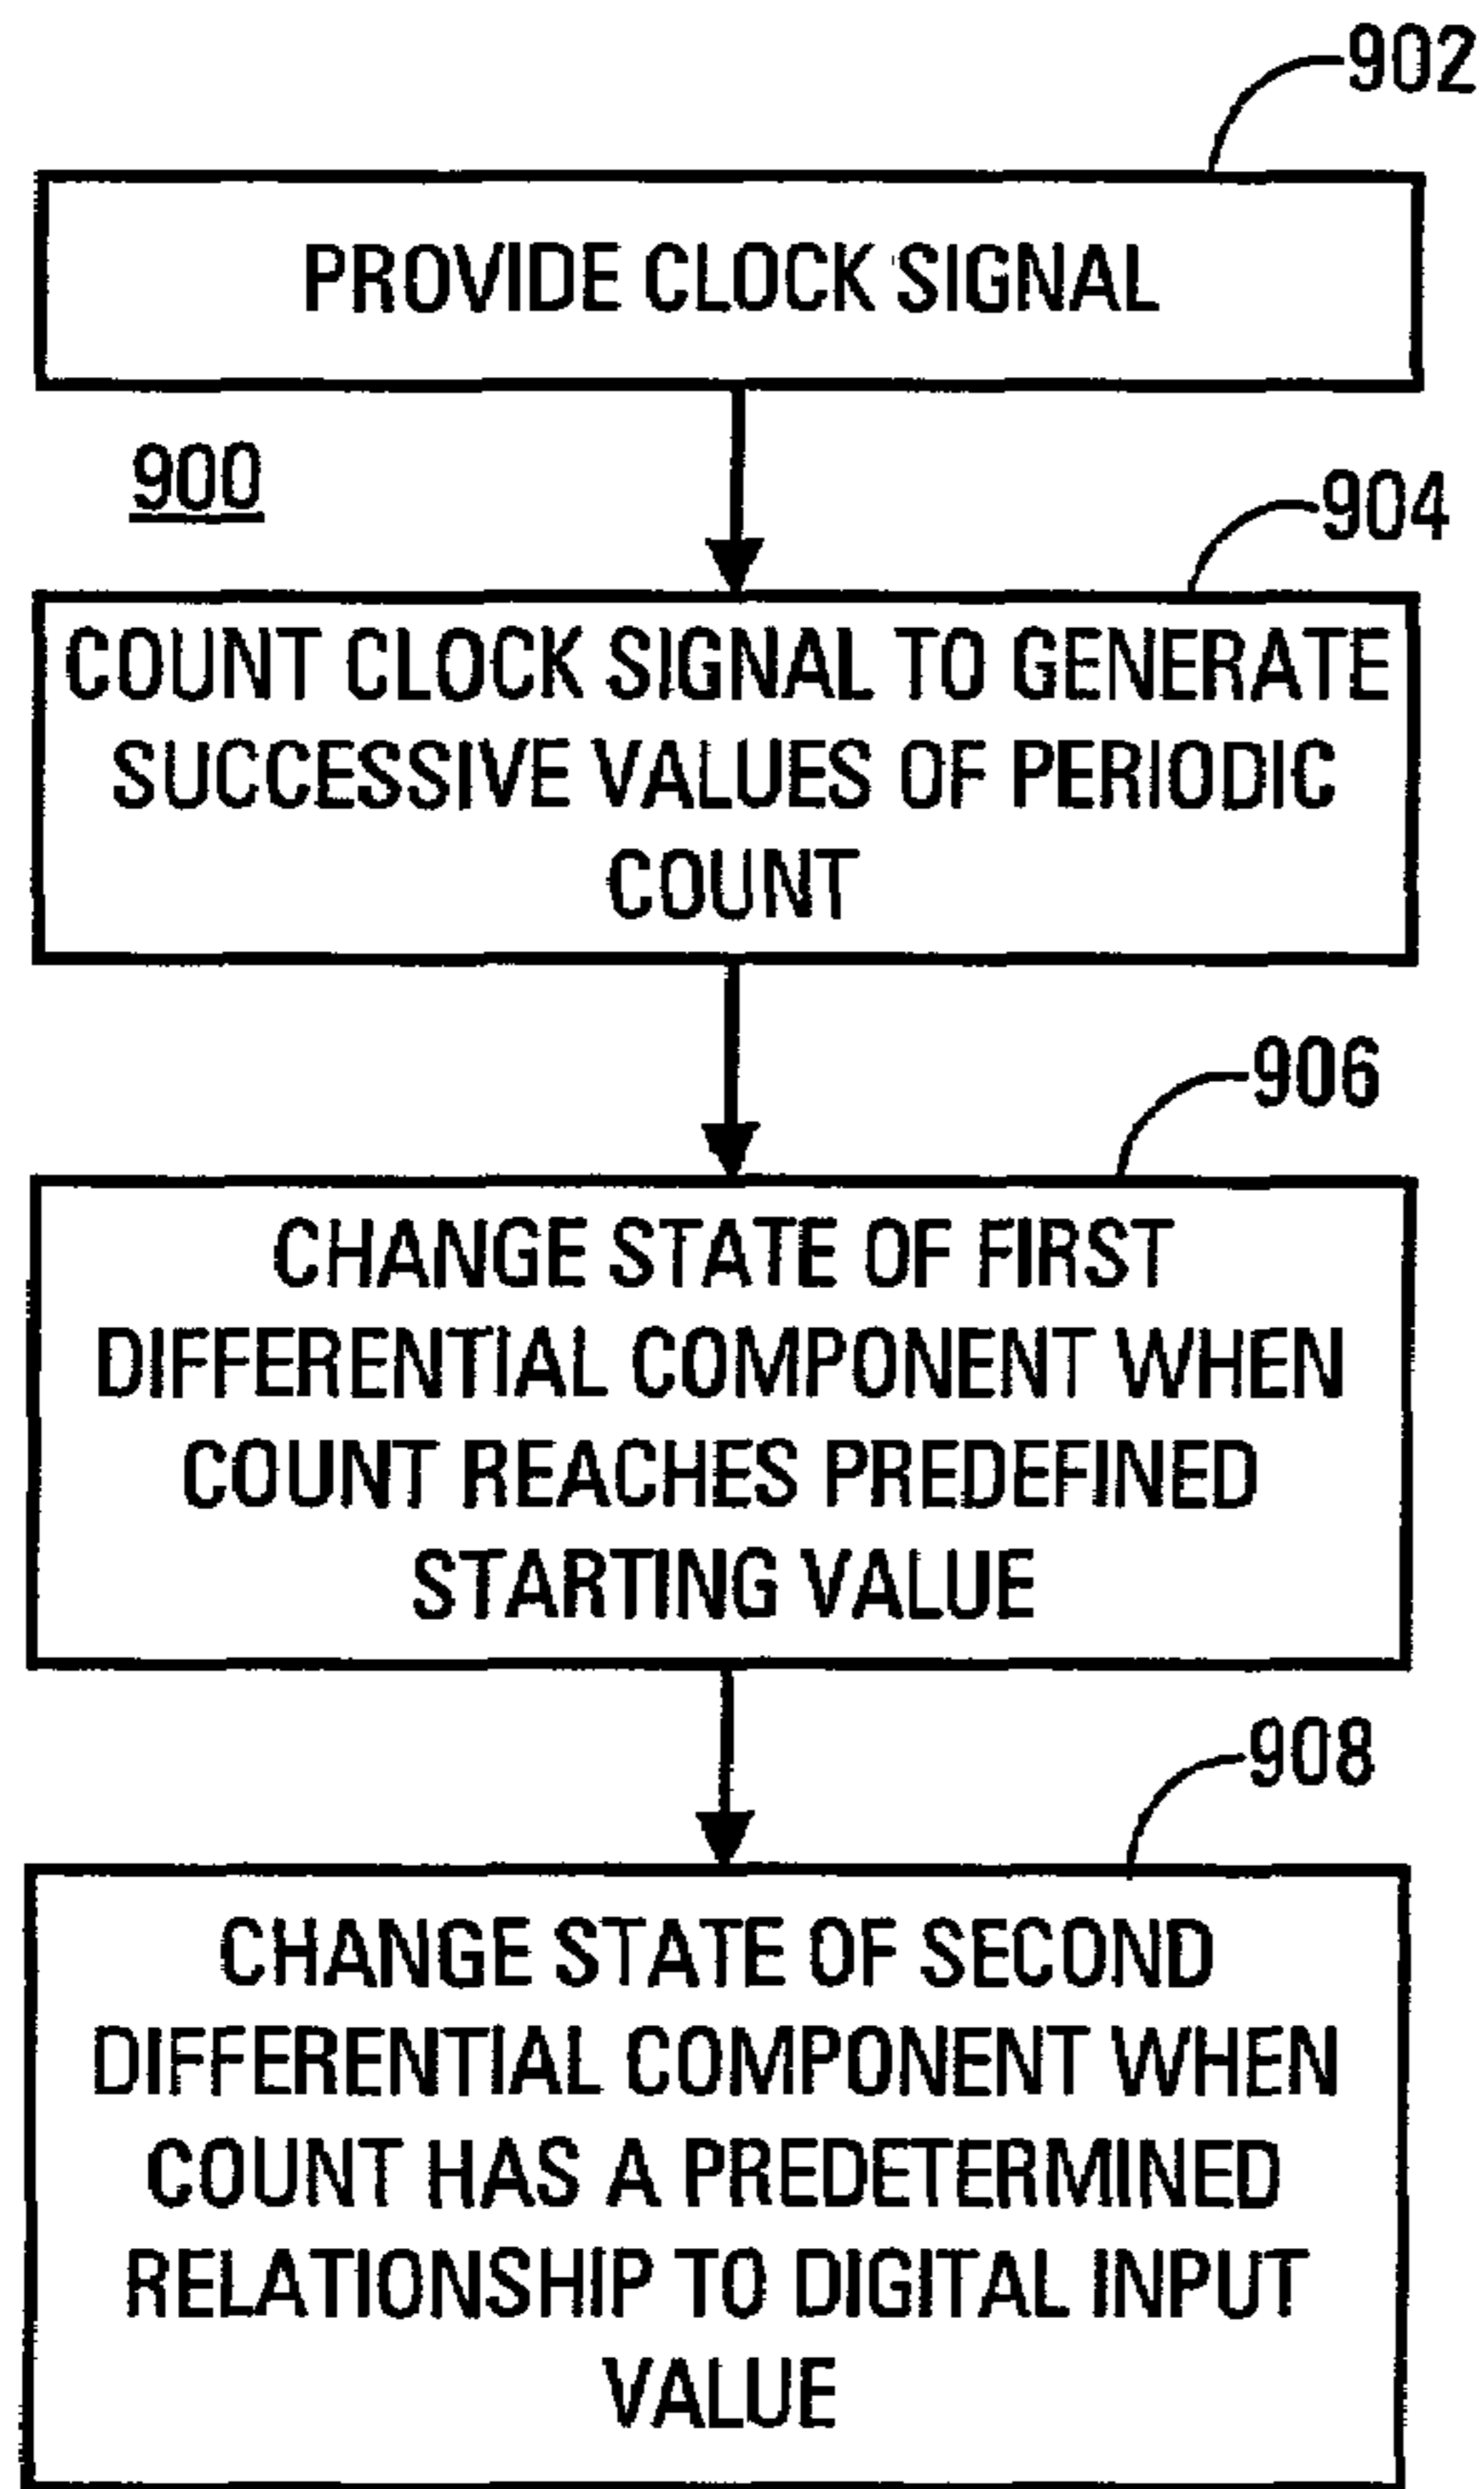 902
PROVIDE CLOCK SIGNAL
900
904
COUNT CLOCK SIGNAL TO GENERATE
SUCCESSIVE VALUES OF PERIODIC
COUNT
906
CHANGE STATE OF FIRST
DIFFERENTIAL COMPONENT WHEN
COUNT REACHES PREDEFINED
STARTING VALUE
908
CHANGE STATE OF SECOND
DIFFERENTIAL COMPONENT WHEN
COUNT HAS A PREDETERMINED
RELATIONSHIP TO DIGITAL INPUT
VALUE